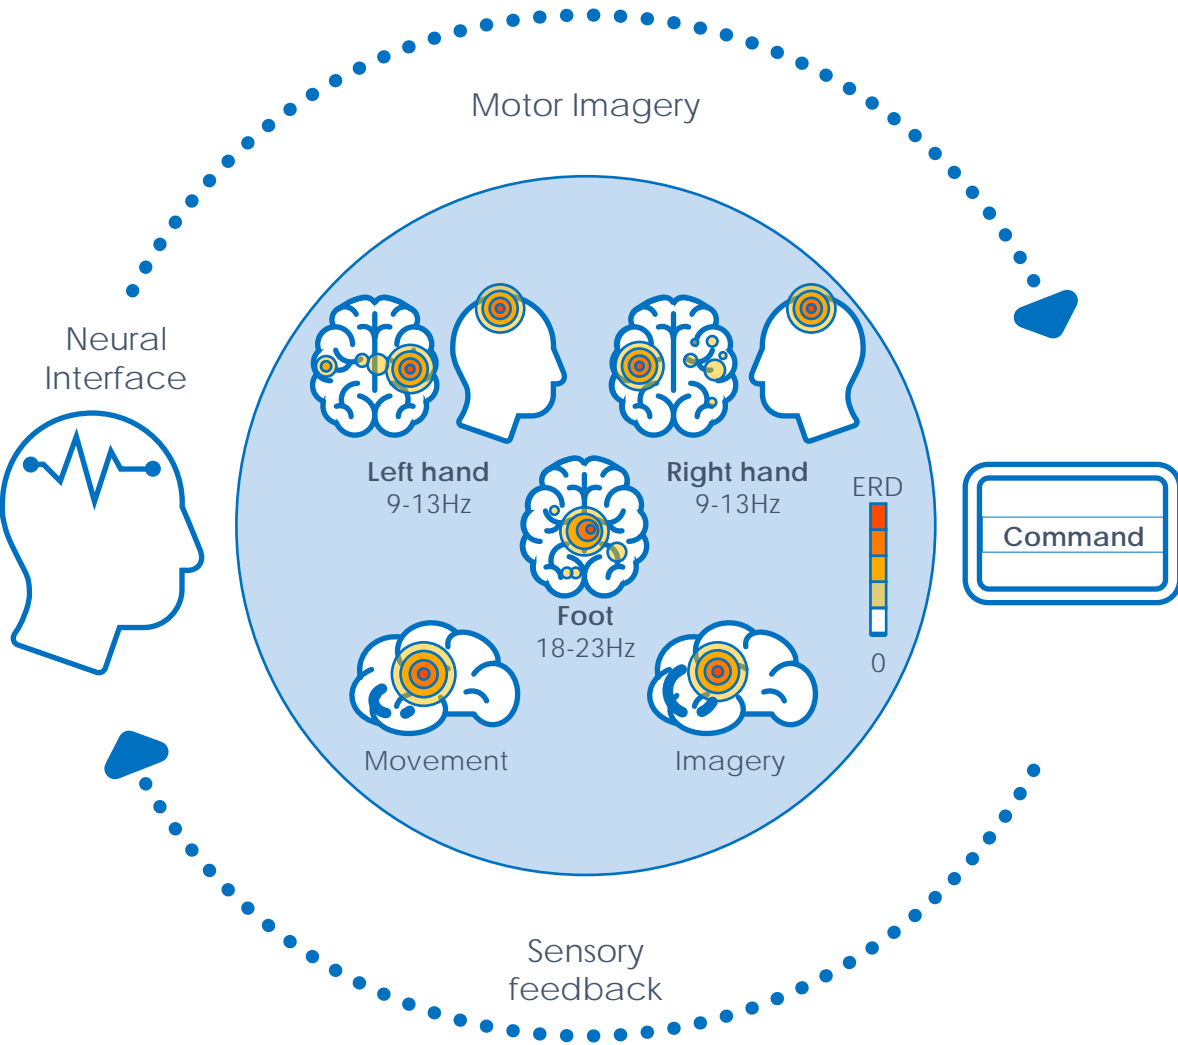 Motor Imagery
Neural
Interface
Left hand
9-13Hz
Right hand
9-13Hz
ERD
Command
Foot
18-23Hz
0
Movement
Imagery
Sensory
feedback